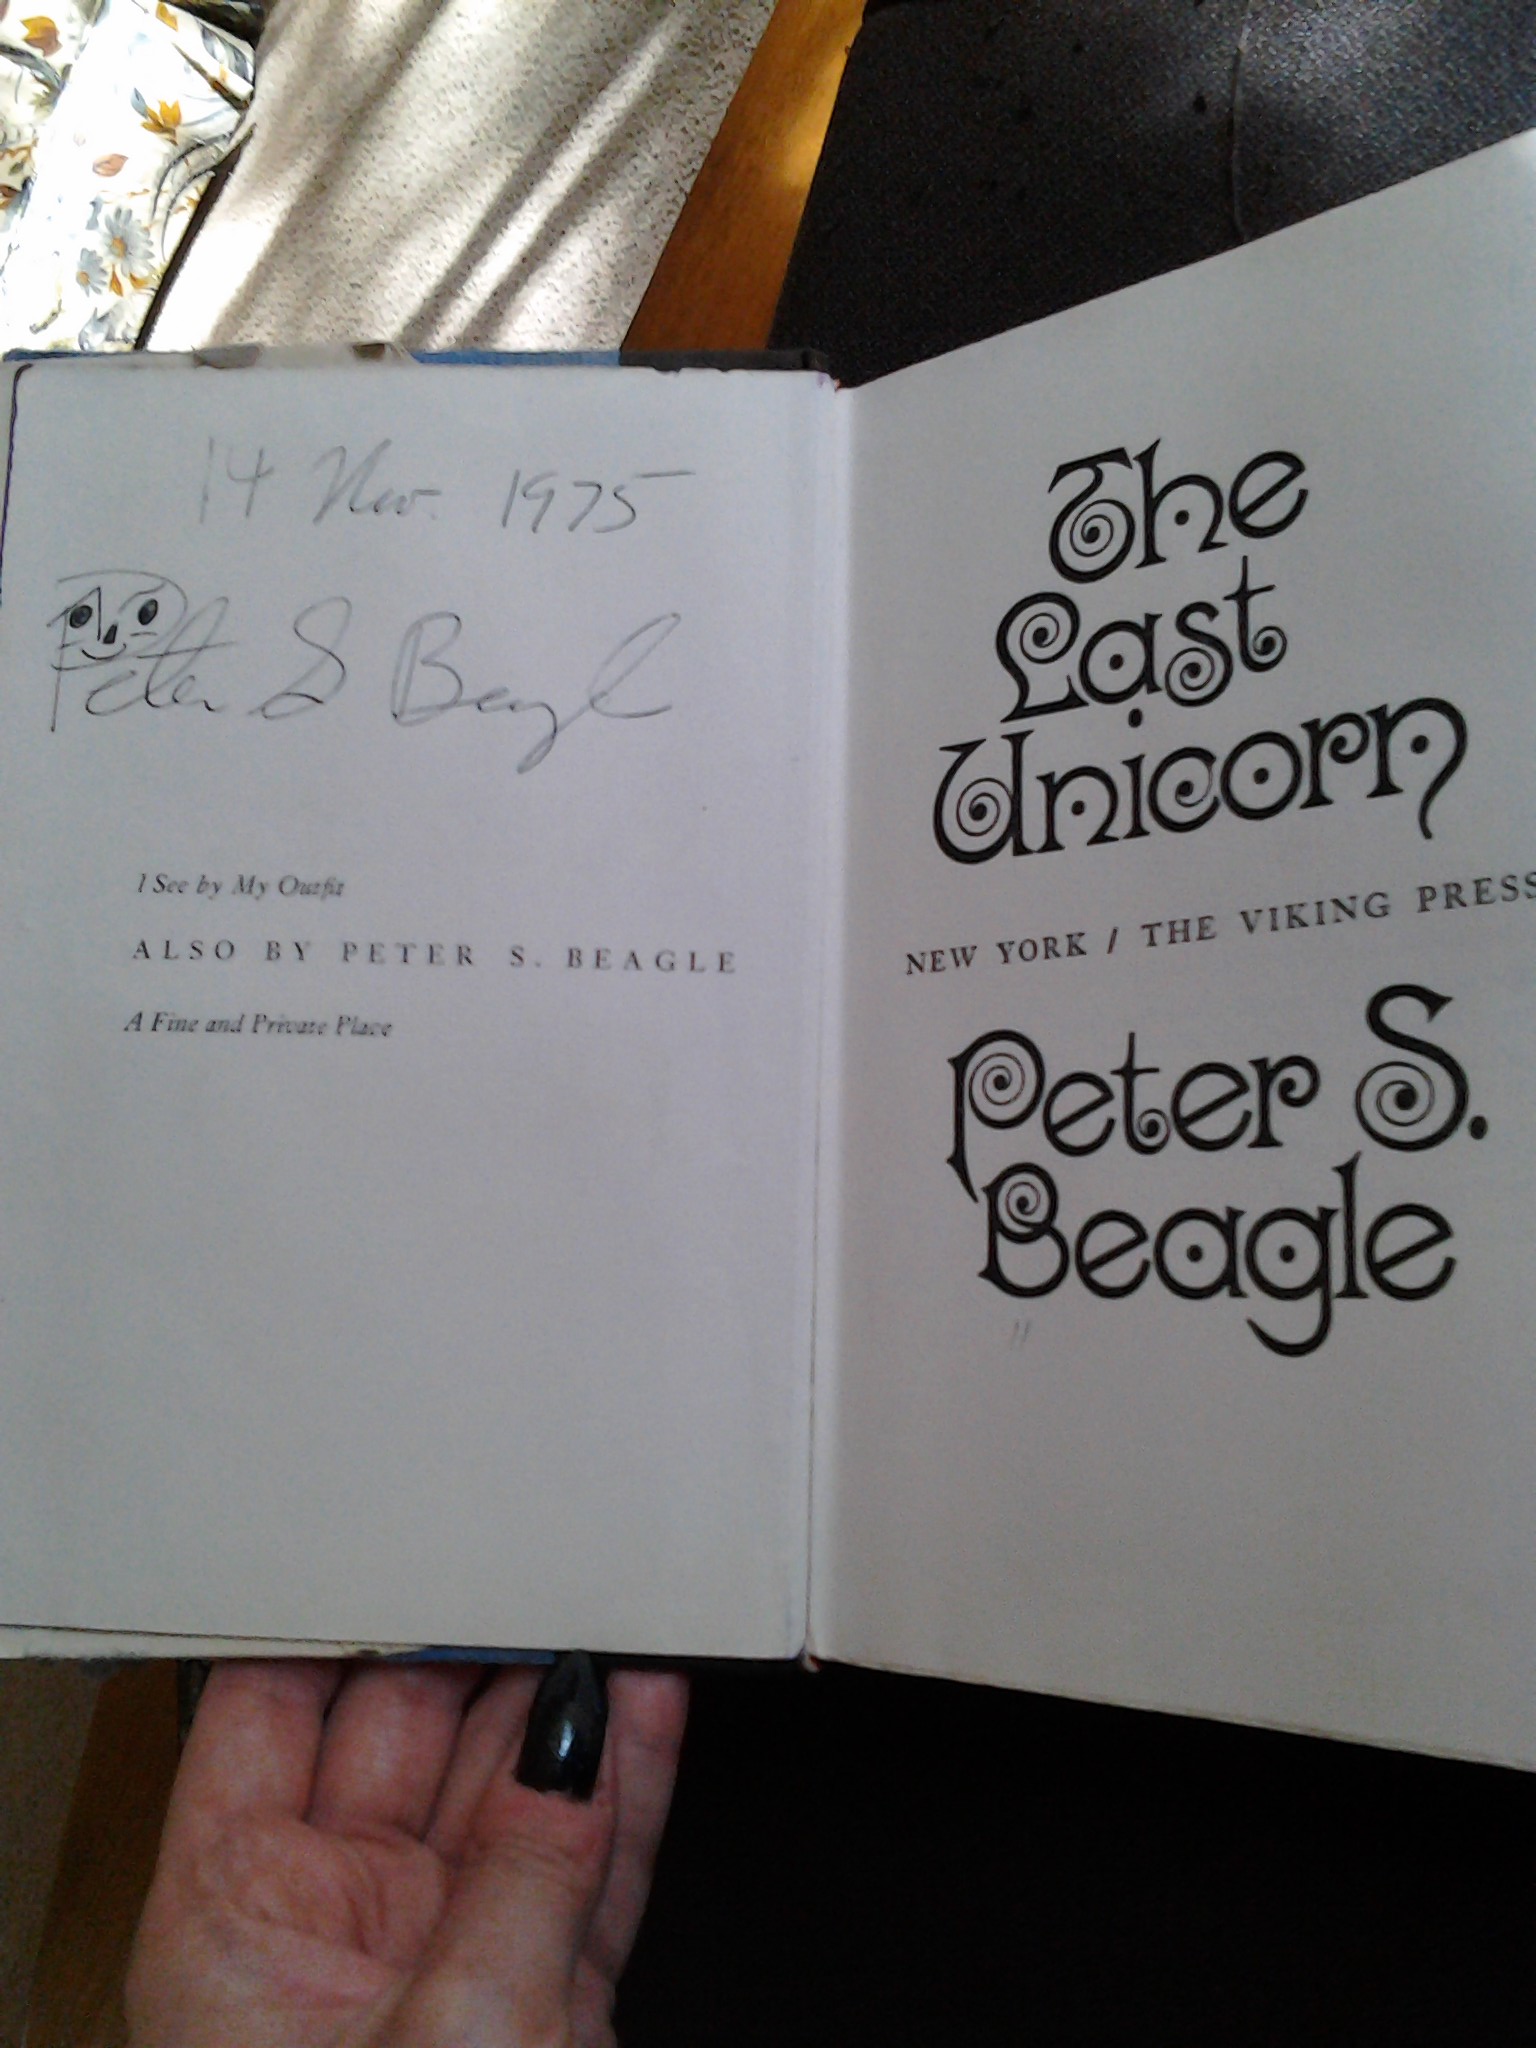 14 Nov. 1975
Peter S Beagle
I See by My Outfit
ALSO BY PETER S. BEAGLE
A Fine and Private Place
The
Last
Unicorn
NEW YORK / THE VIKING PRESS
Peter S.
Beagle